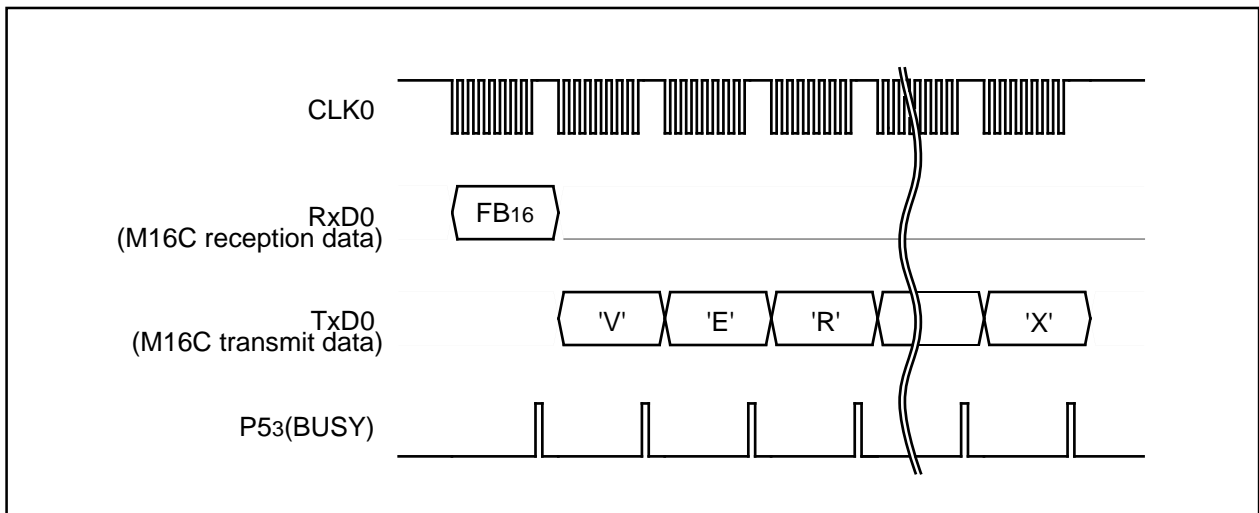 CLK0
RxD0
(M16C reception data)
FB16
TxD0
(M16C transmit data)
'V' 'E' 'R' 'X'
P53(BUSY)